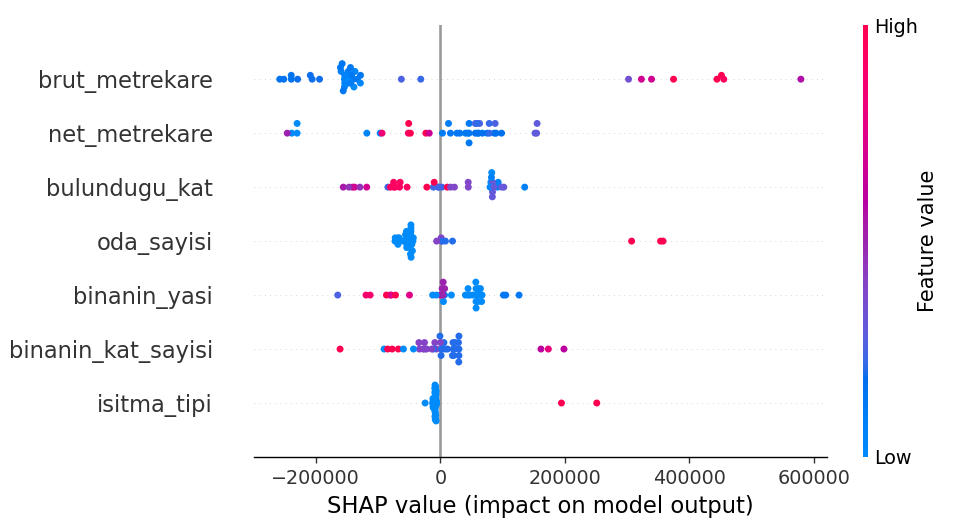 High
brut_metrekare
net_metrekare
bulundugu_kat
oda_sayisi
binanin_yasi
binanin_kat_sayisi
isitma_tipi
Feature value
Low
−200000 0 200000 400000 600000
SHAP value (impact on model output)